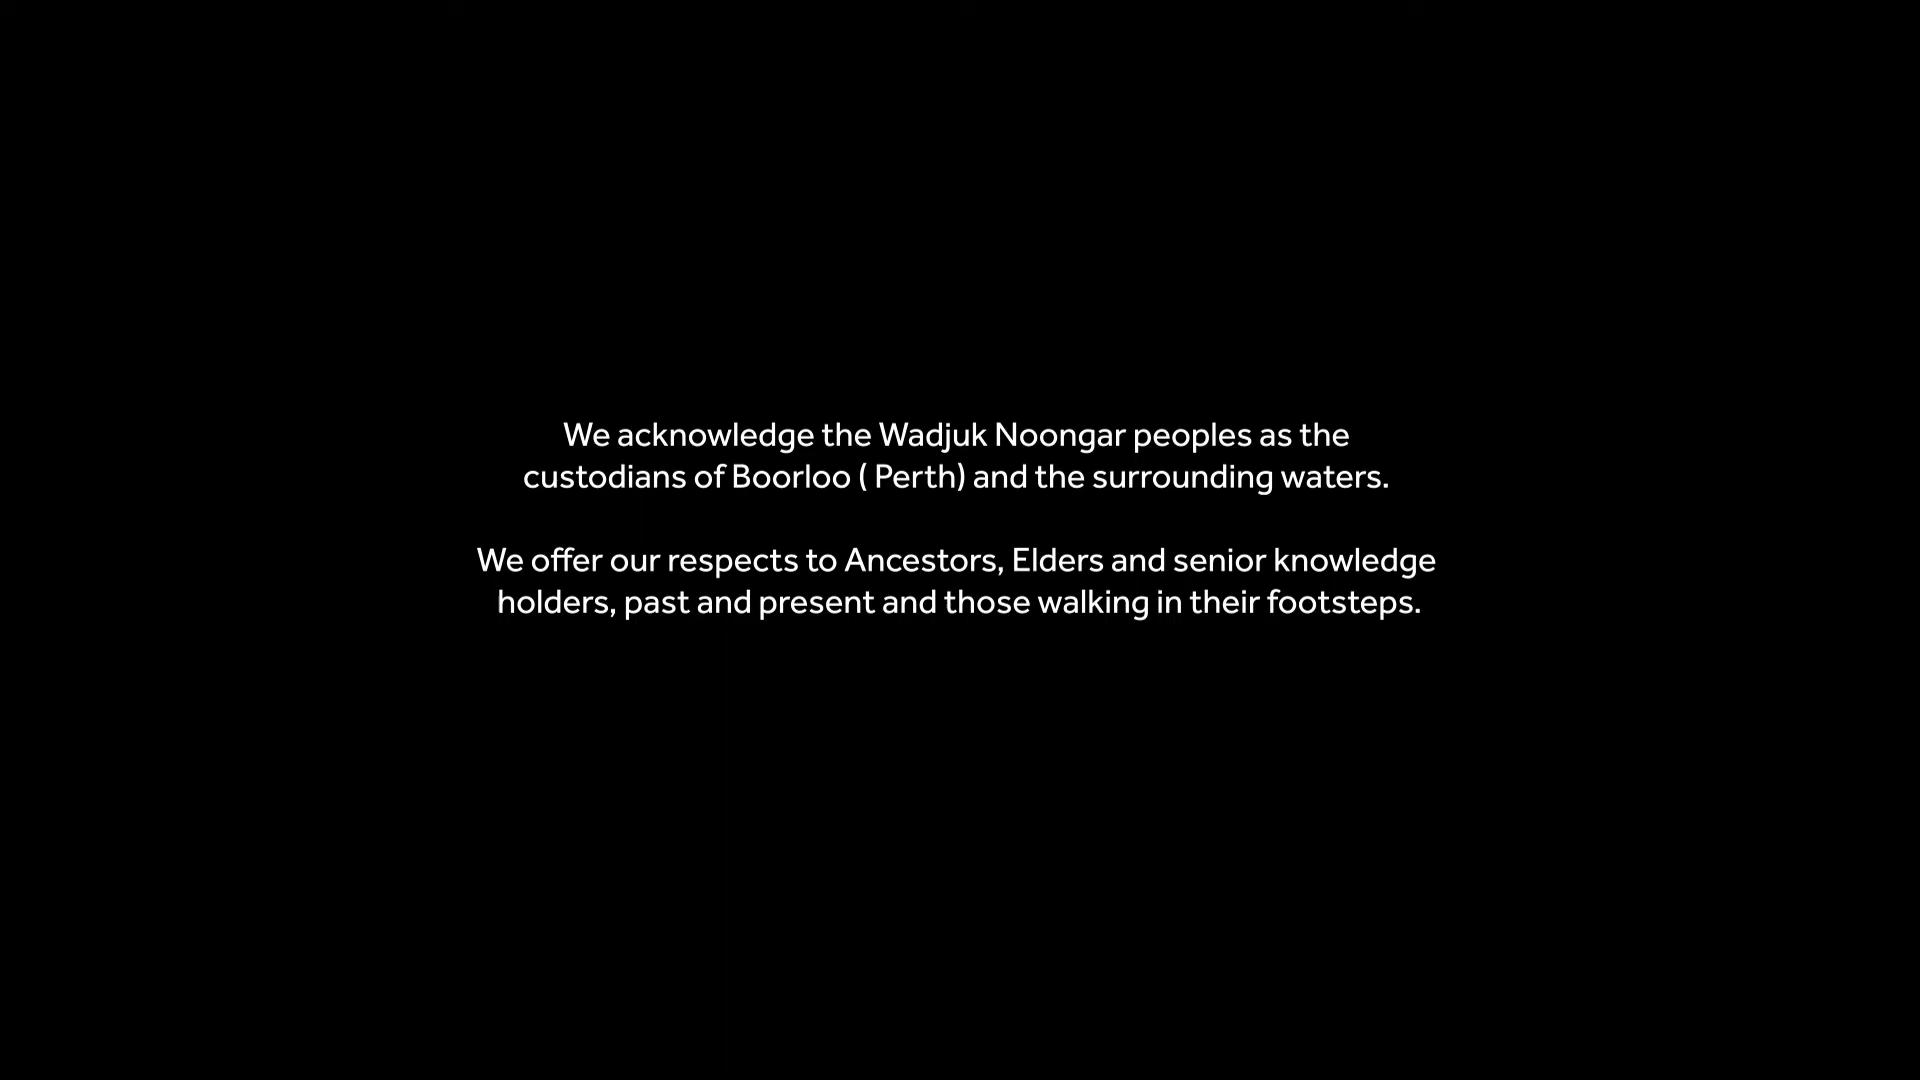 We acknowledge the Wadjuk Noongar peoples as the
custodians of Boorloo ( Perth) and the surrounding waters.
We offer our respects to Ancestors, Elders and senior knowledge
holders, past and present and those walking in their footsteps.